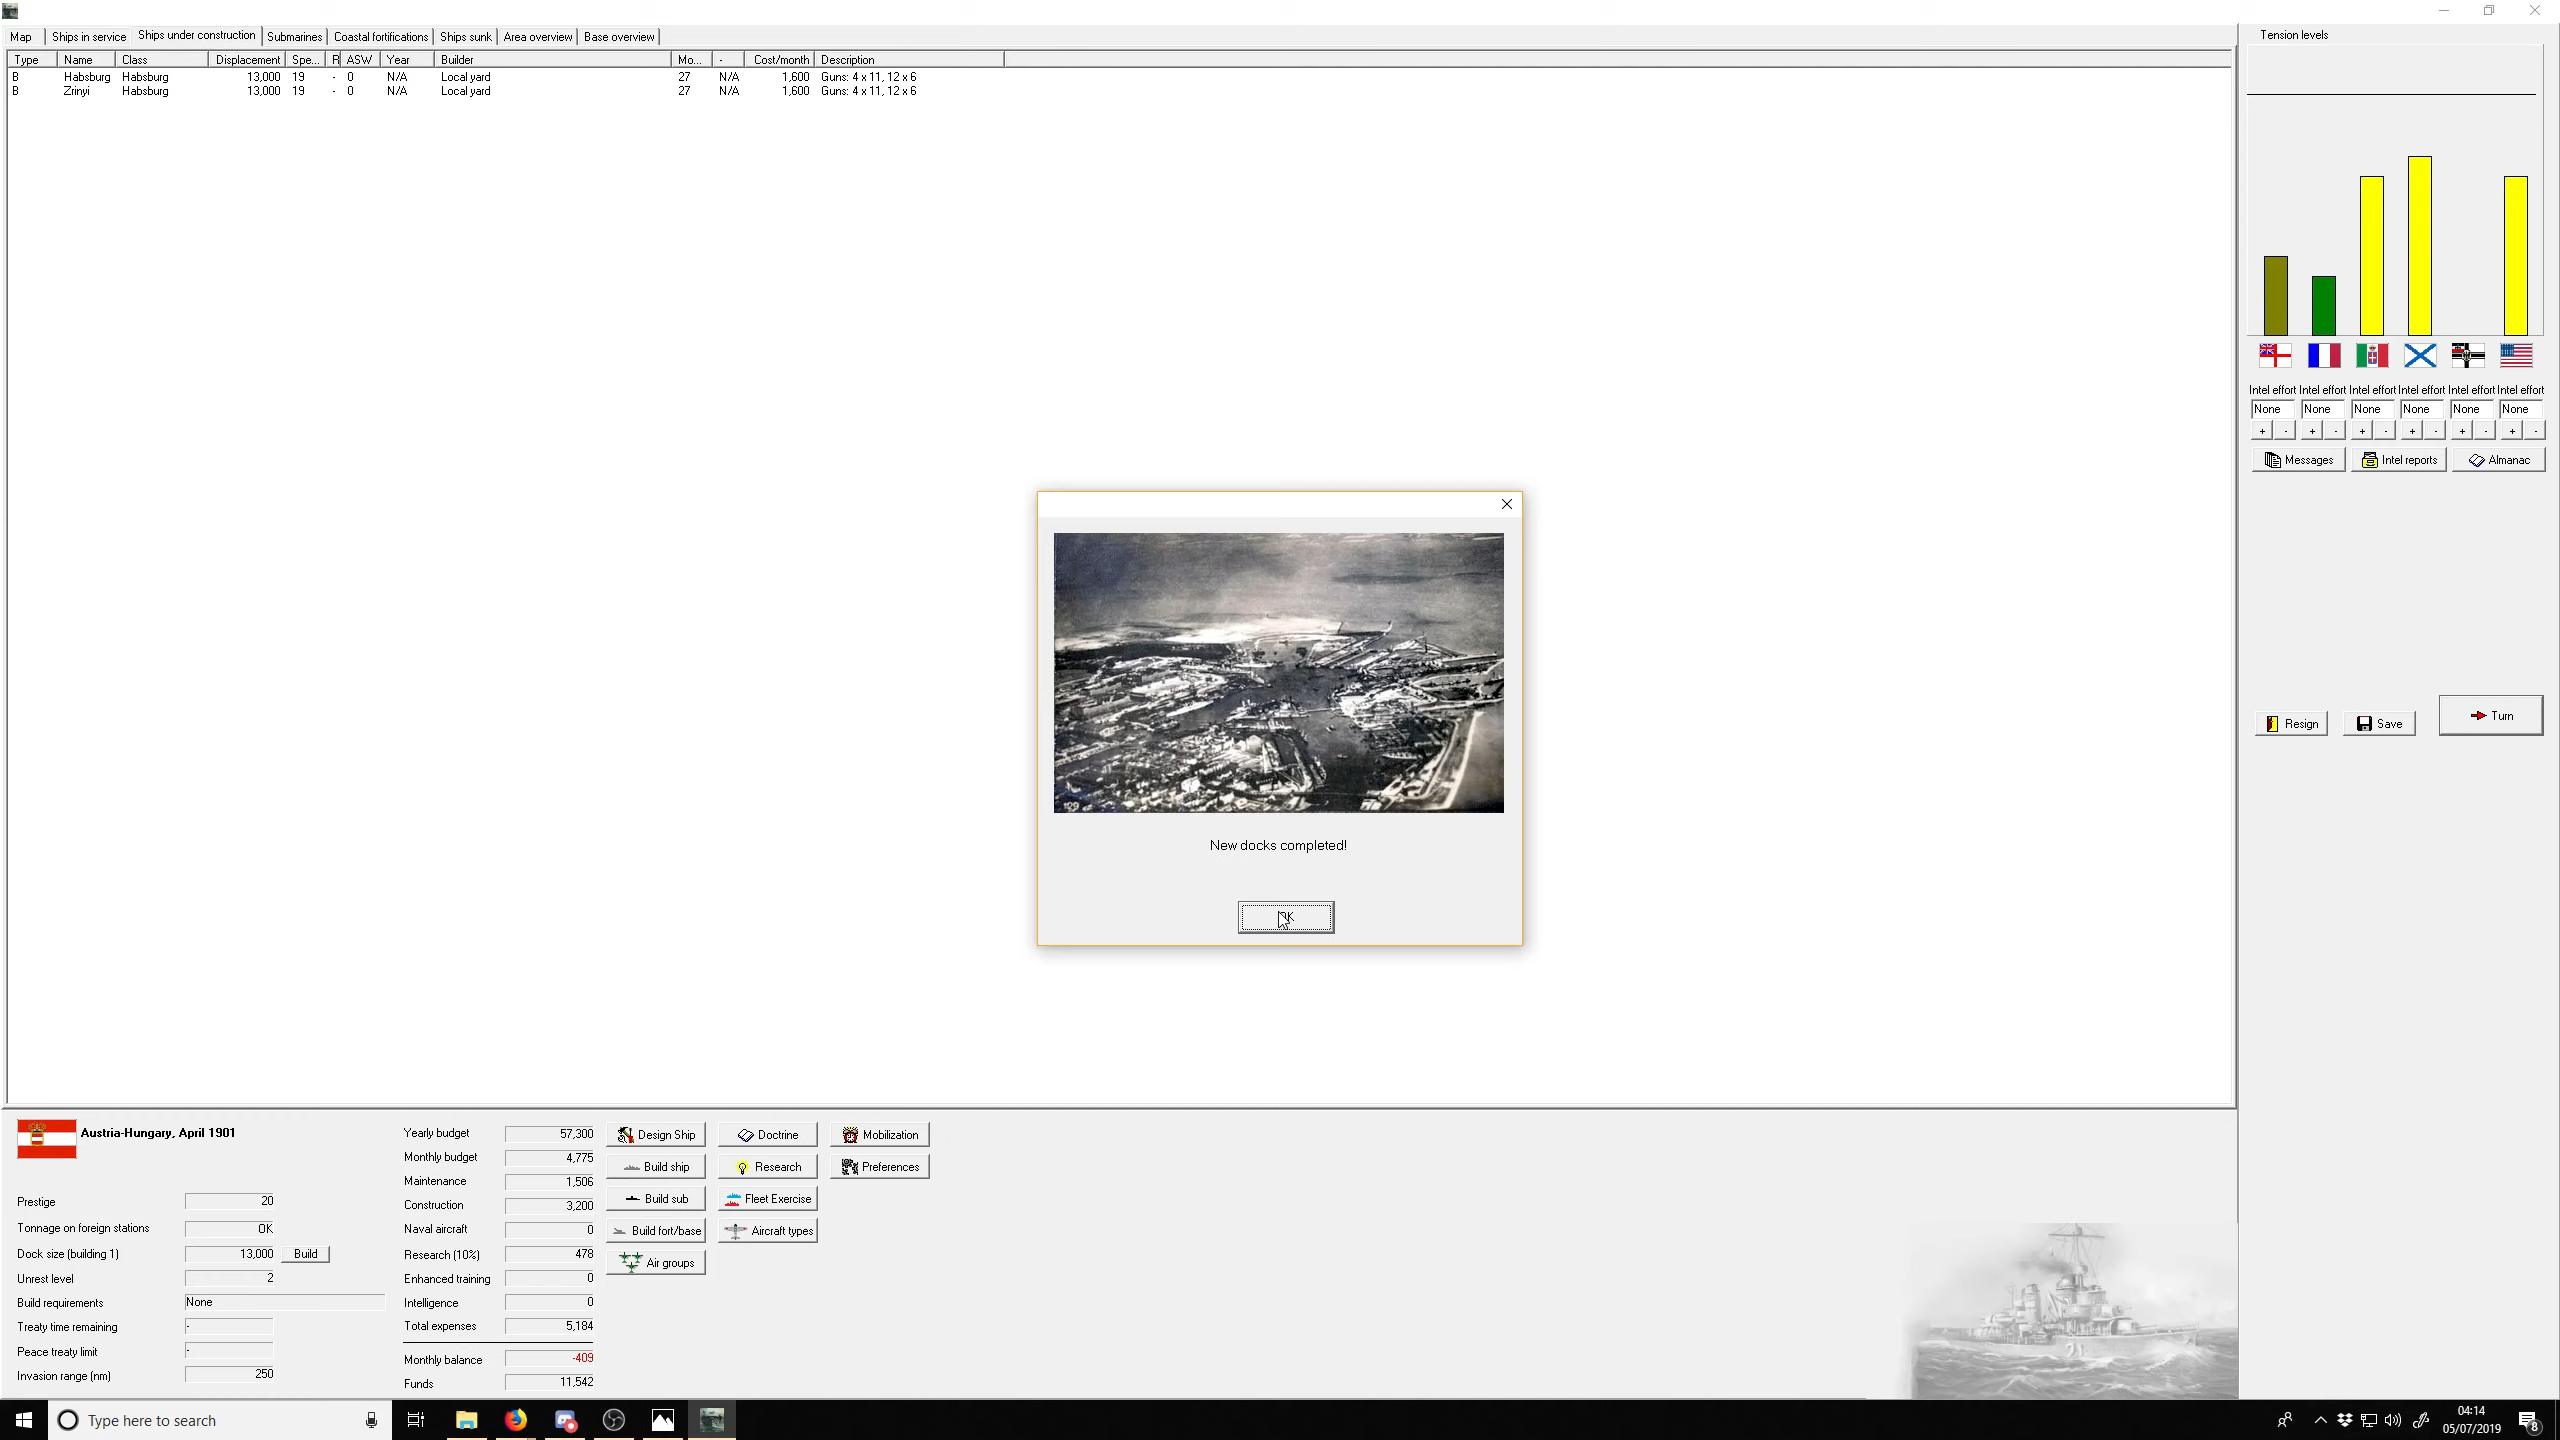 Map Ships in service Ships under construction Submarines Coastal fortifications Ships sunk Area overview Base overview
Type Name Class Displacement Spe... R ASW Year Builder Mo... - Cost/month Description
B Habsburg Habsburg 13,000 19 - 0 N/A Local yard 27 N/A 1,600 Guns: 4 x 11, 12 x 6
B Zrinyi Habsburg 13,000 19 - 0 N/A Local yard 27 N/A 1,600 Guns: 4 x 11, 12 x 6
Tension levels
Intel effort Intel effort Intel effort Intel effort Intel effort Intel effort
None None None None None None
+ - + - + - + - + - + -
Messages Intel reports Almanac
Resign Save Turn
109
New docks completed!
Austria-Hungary, April 1901
Prestige 20
Tonnage on foreign stations OK
Dock size (building 1) 13,000 Build
Unrest level 2
Build requirements None
Treaty time remaining -
Peace treaty limit -
Invasion range (nm) 250
Yearly budget 57,300
Monthly budget 4,775
Maintenance 1,506
Construction 3,200
Naval aircraft 0
Research (10%) 478
Enhanced training 0
Intelligence 0
Total expenses 5,184
Monthly balance -409
Funds 11,542
Design Ship Doctrine Mobilization
Build ship Research Preferences
Build sub Fleet Exercise
Build fort/base Aircraft types
Air groups
Type here to search
04:14
05/07/2019
8